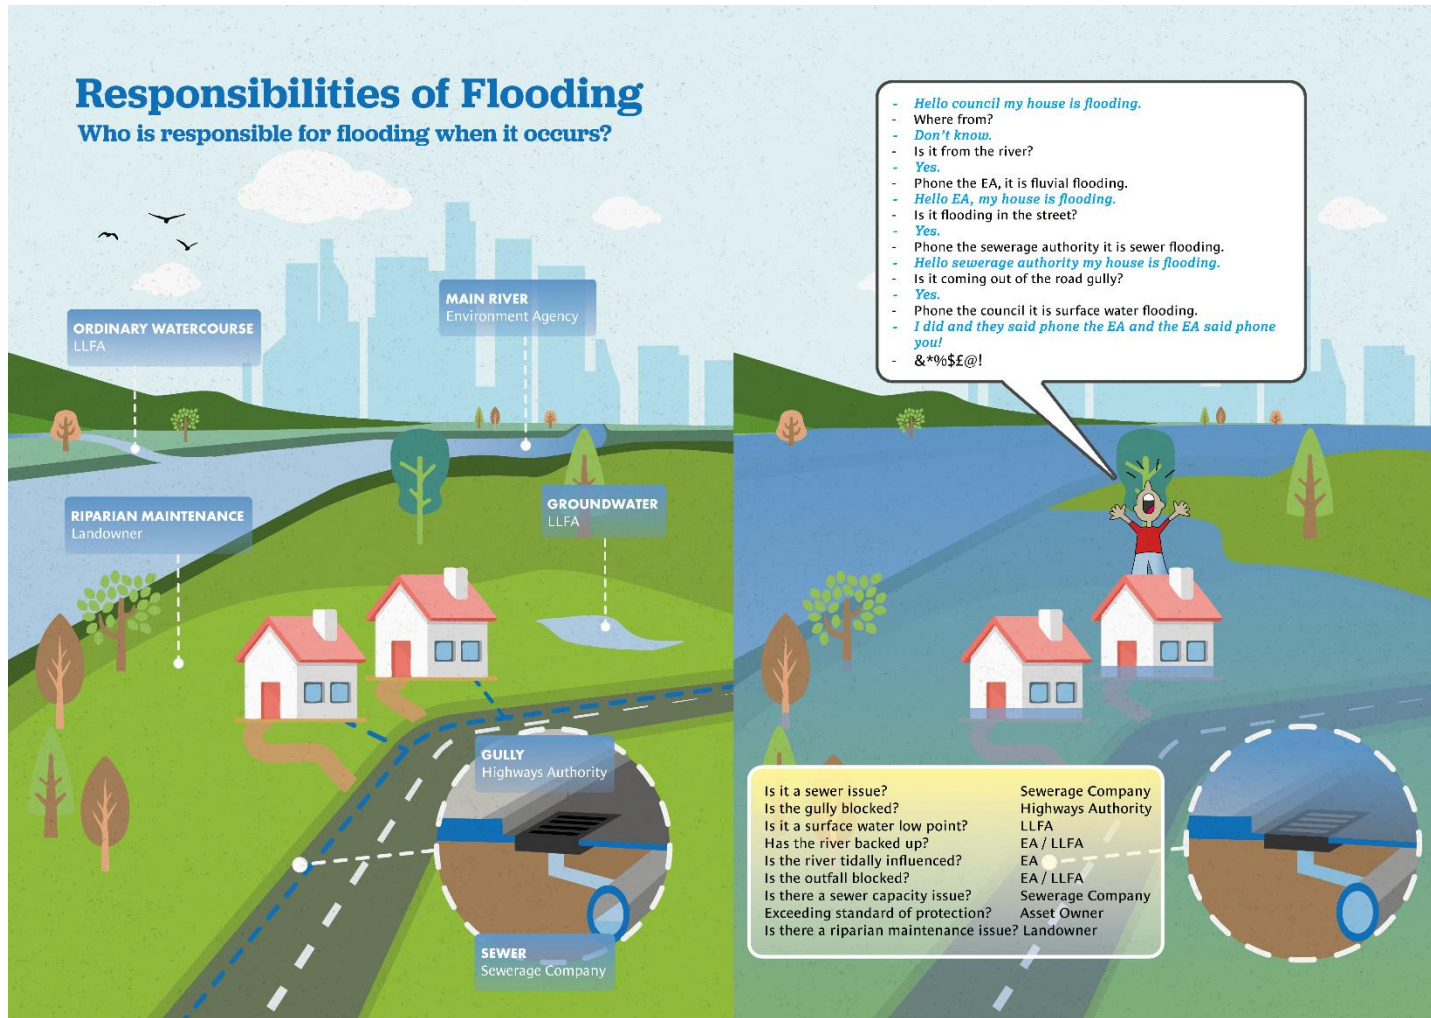 Responsibilities of Flooding
Who is responsible for flooding when it occurs?
ORDINARY WATERCOURSE
LLFA
MAIN RIVER
Environment Agency
RIPARIAN MAINTENANCE
Landowner
GROUNDWATER
LLFA
GULLY
Highways Authority
SEWER
Sewerage Company
- Hello council my house is flooding.
- Where from?
- Don't know.
- Is it from the river?
- Yes.
- Phone the EA, it is fluvial flooding.
- Hello EA, my house is flooding.
- Is it flooding in the street?
- Yes.
- Phone the sewerage authority it is sewer flooding.
- Hello sewerage authority my house is flooding.
- Is it coming out of the road gully?
- Yes.
- Phone the council it is surface water flooding.
- I did and they said phone the EA and the EA said phone
you!
- &*%$£@!
Is it a sewer issue? Sewerage Company
Is the gully blocked? Highways Authority
Is it a surface water low point? LLFA
Has the river backed up? EA / LLFA
Is the river tidally influenced? EA
Is the outfall blocked? EA / LLFA
Is there a sewer capacity issue? Sewerage Company
Exceeding standard of protection? Asset Owner
Is there a riparian maintenance issue? Landowner